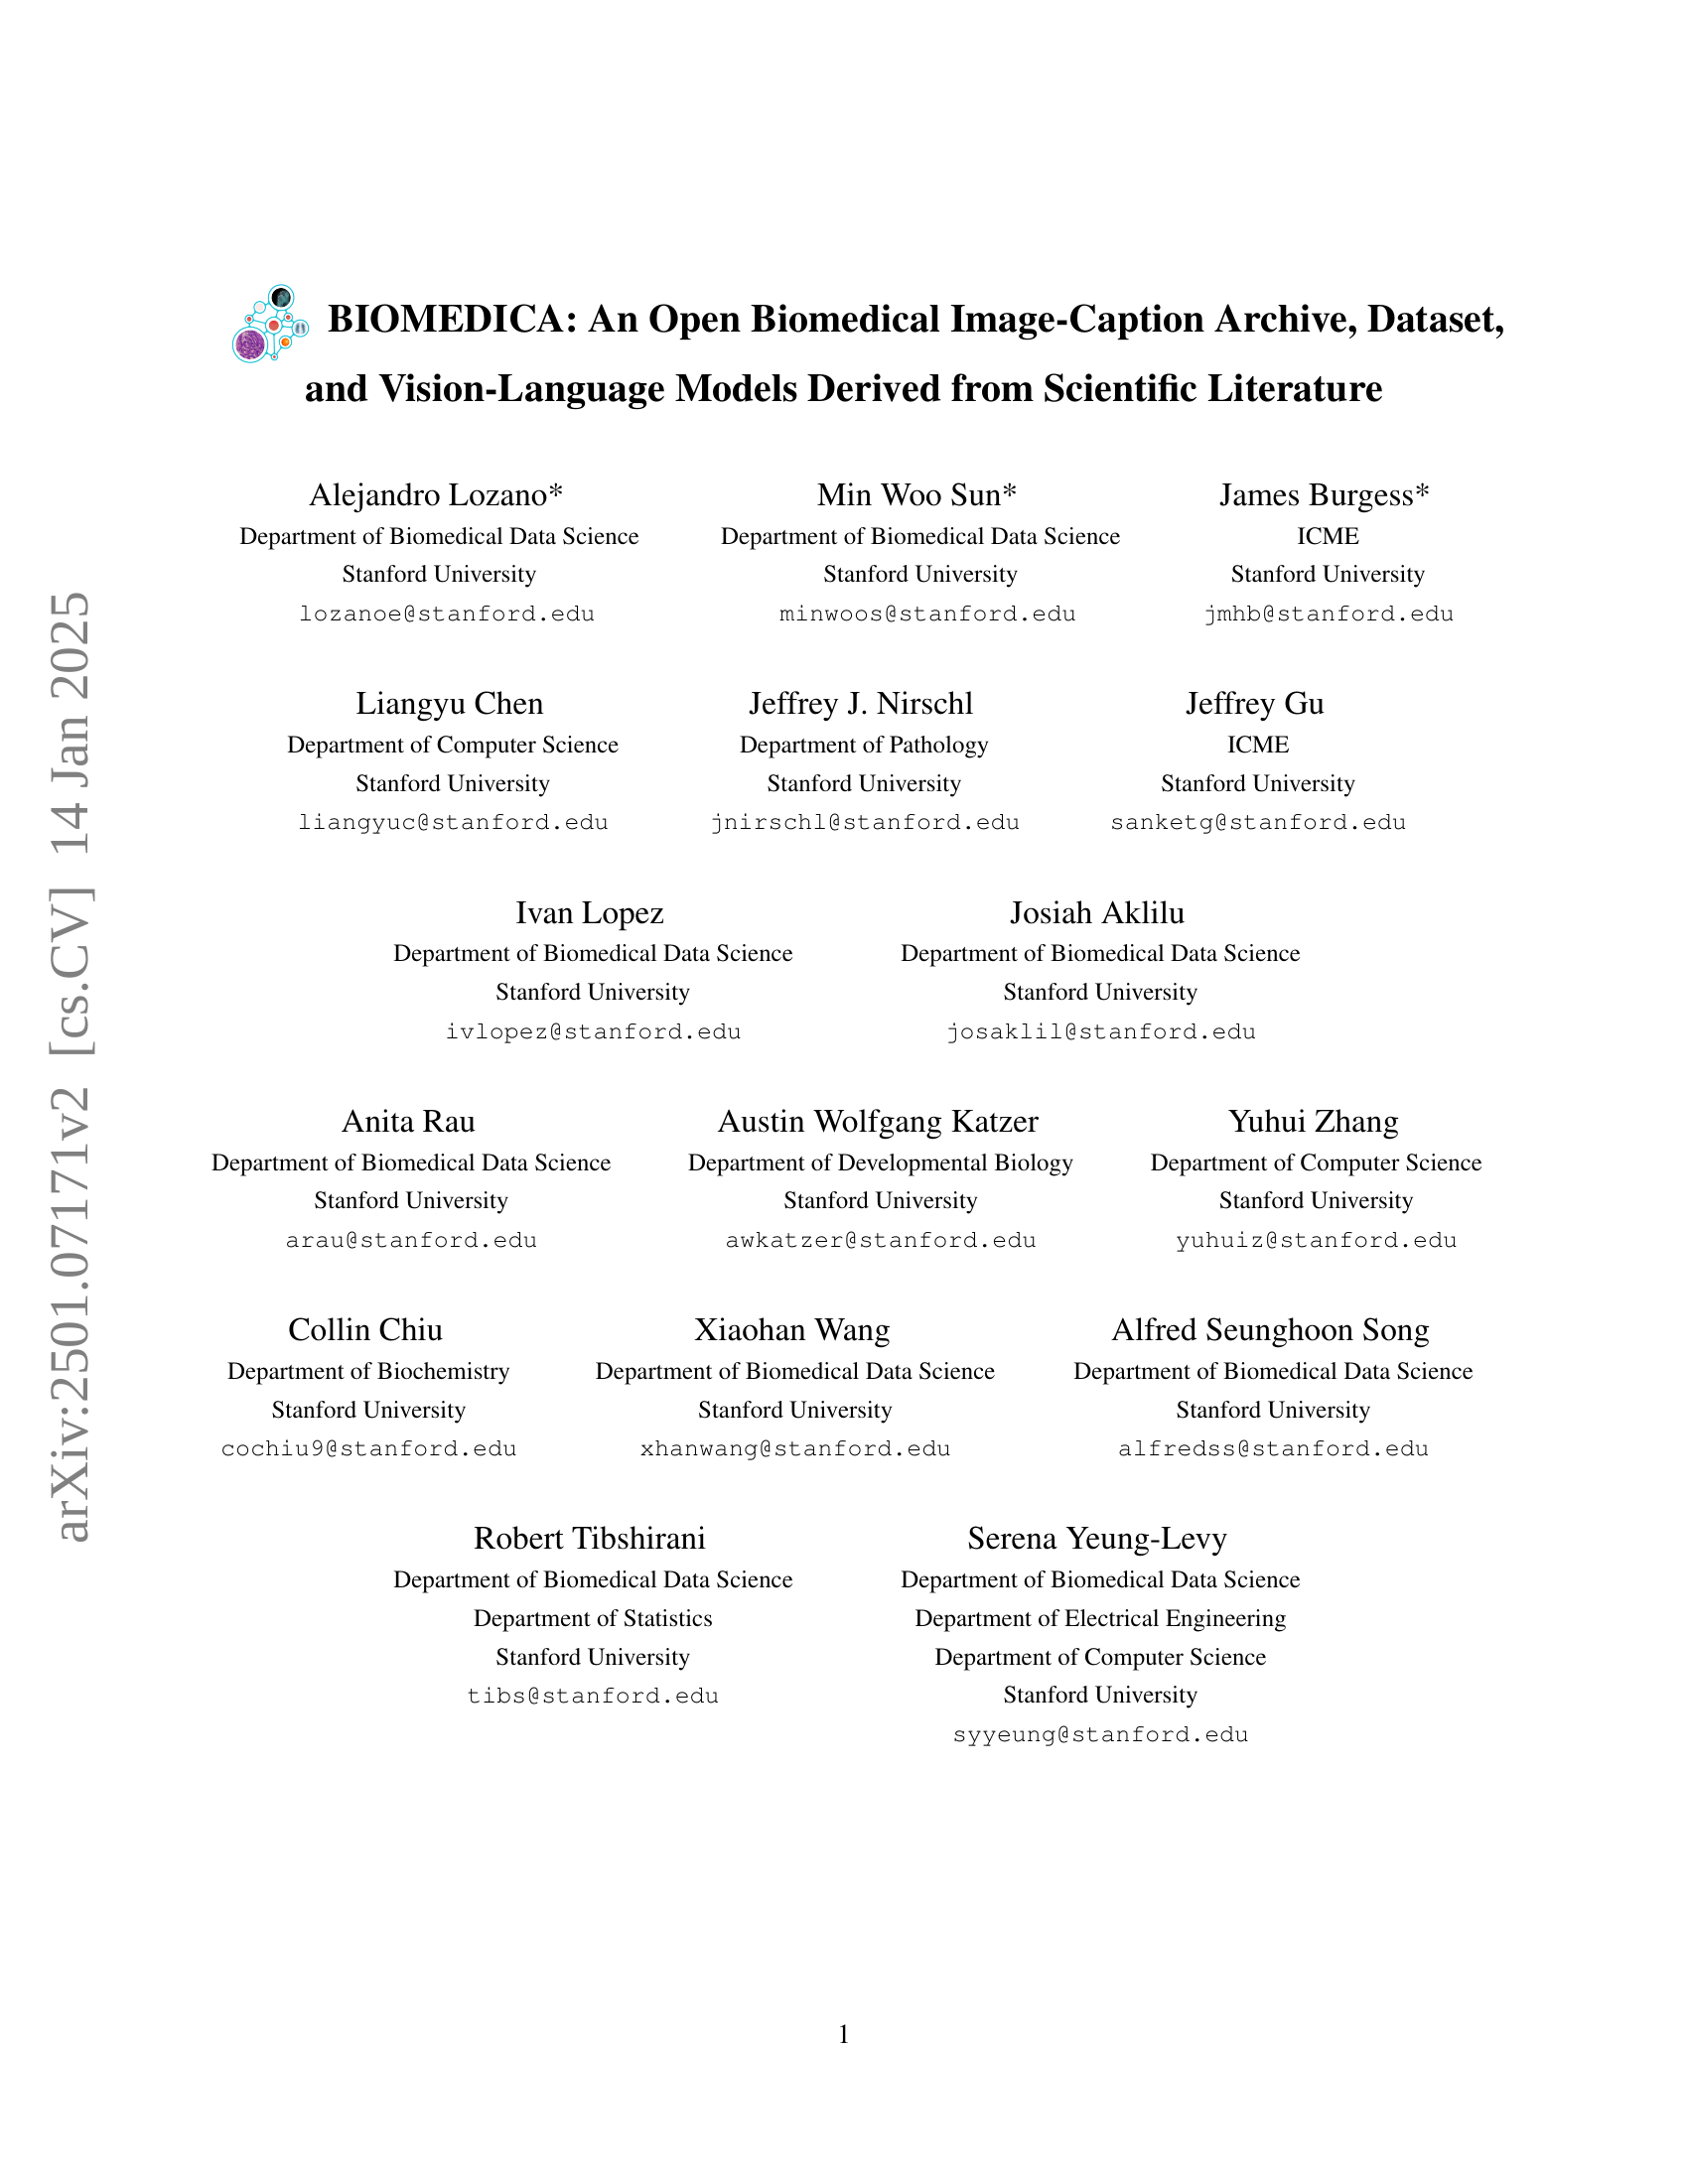 BIOMEDICA: An Open Biomedical Image-Caption Archive, Dataset,
and Vision-Language Models Derived from Scientific Literature
Alejandro Lozano*
Department of Biomedical Data Science
Stanford University
lozanoe@stanford.edu
Min Woo Sun*
Department of Biomedical Data Science
Stanford University
minwoos@stanford.edu
James Burgess*
ICME
Stanford University
jmhb@stanford.edu
Liangyu Chen
Department of Computer Science
Stanford University
liangyuc@stanford.edu
Jeffrey J. Nirschl
Department of Pathology
Stanford University
jnirschl@stanford.edu
Jeffrey Gu
ICME
Stanford University
sanketg@stanford.edu
Ivan Lopez
Department of Biomedical Data Science
Stanford University
ivlopez@stanford.edu
Josiah Aklilu
Department of Biomedical Data Science
Stanford University
josaklil@stanford.edu
Anita Rau
Department of Biomedical Data Science
Stanford University
arau@stanford.edu
Austin Wolfgang Katzer
Department of Developmental Biology
Stanford University
awkatzer@stanford.edu
Yuhui Zhang
Department of Computer Science
Stanford University
yuhuiz@stanford.edu
Collin Chiu
Department of Biochemistry
Stanford University
cochiu9@stanford.edu
Xiaohan Wang
Department of Biomedical Data Science
Stanford University
xhanwang@stanford.edu
Alfred Seunghoon Song
Department of Biomedical Data Science
Stanford University
alfredss@stanford.edu
Robert Tibshirani
Department of Biomedical Data Science
Department of Statistics
Stanford University
tibs@stanford.edu
Serena Yeung-Levy
Department of Biomedical Data Science
Department of Electrical Engineering
Department of Computer Science
Stanford University
syyeung@stanford.edu
1
arXiv:2501.07171v2 [cs.CV] 14 Jan 2025